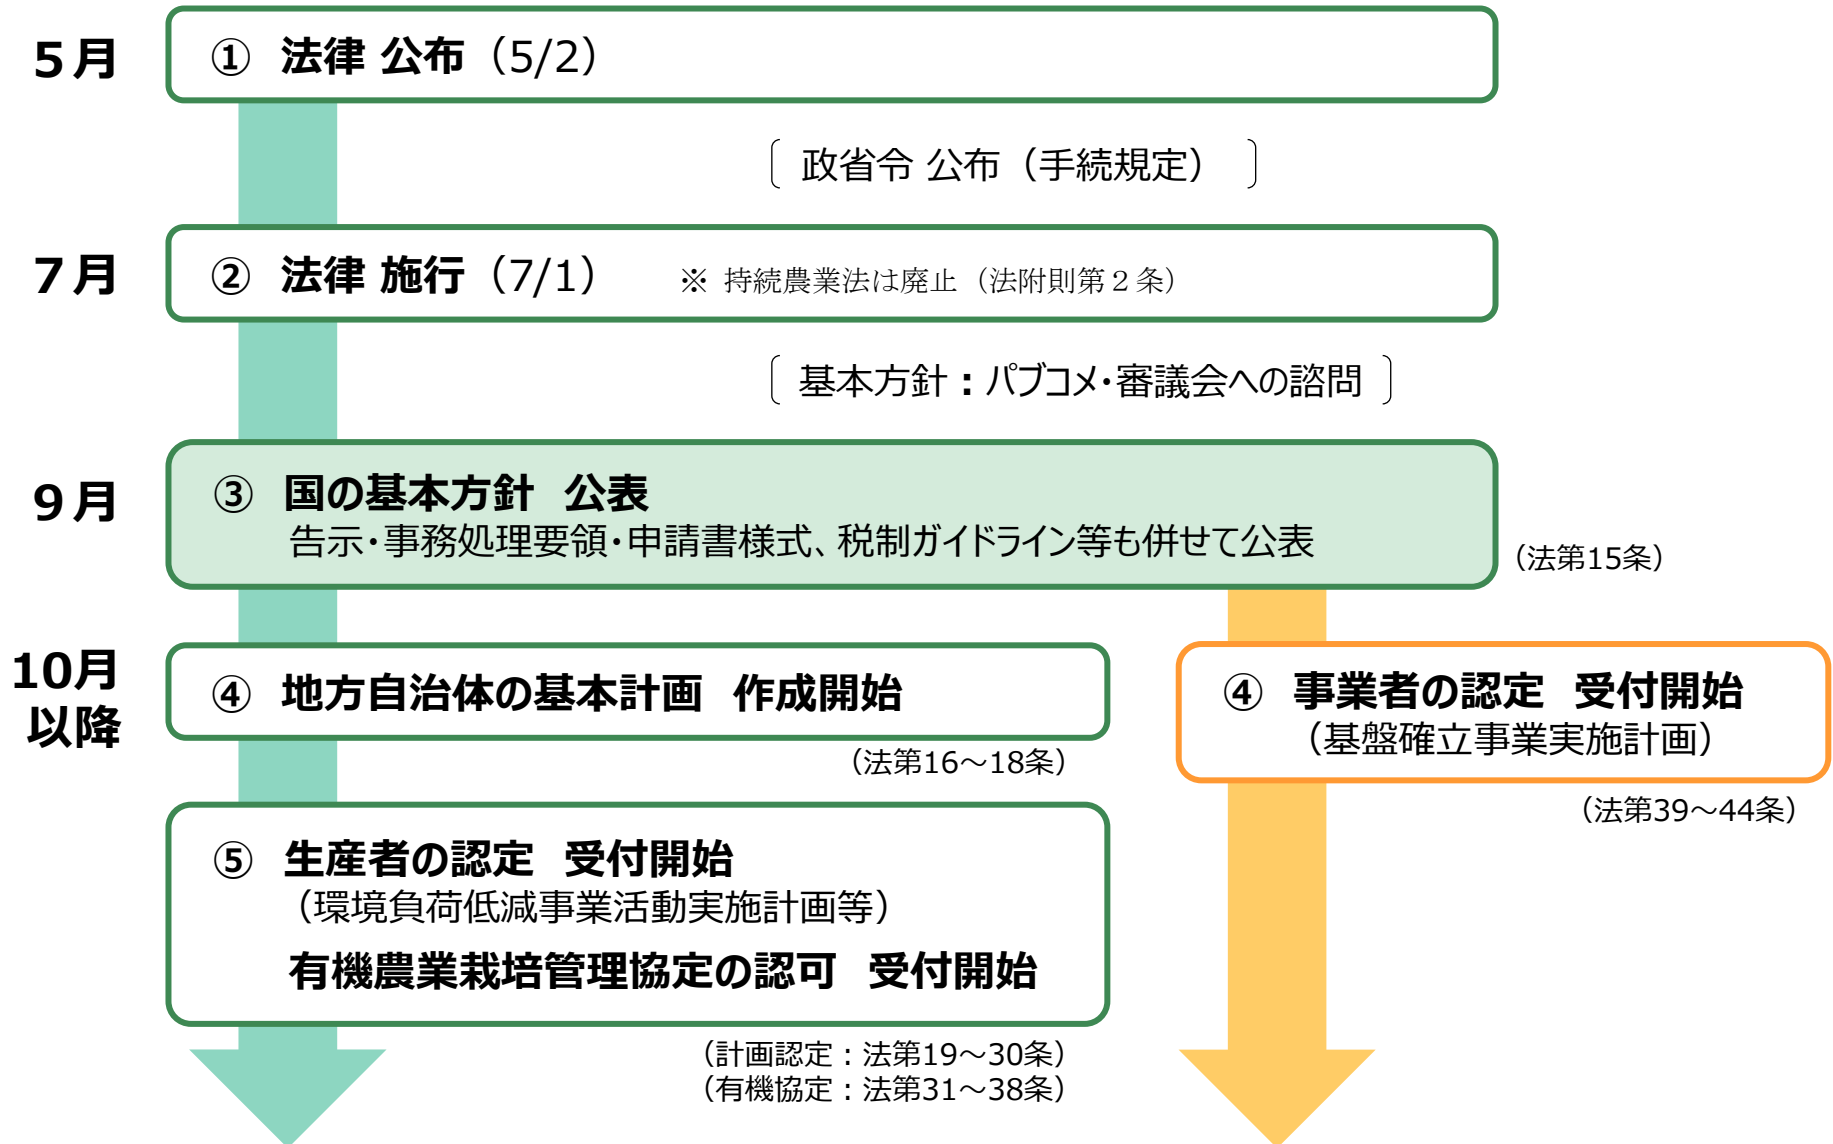 5月
① 法律 公布（5/2）
〔 政省令 公布（手続規定） 〕
7月
② 法律 施行（7/1） ※ 持続農業法は廃止（法附則第２条）
〔 基本方針：パブコメ・審議会への諮問 〕
9月
③ 国の基本方針 公表
告示・事務処理要領・申請書様式、税制ガイドライン等も併せて公表
（法第15条）
10月
以降
④ 地方自治体の基本計画 作成開始
（法第16～18条）
④ 事業者の認定 受付開始
（基盤確立事業実施計画）
（法第39～44条）
⑤ 生産者の認定 受付開始
（環境負荷低減事業活動実施計画等）
有機農業栽培管理協定の認可 受付開始
（計画認定：法第19～30条）
（有機協定：法第31～38条）